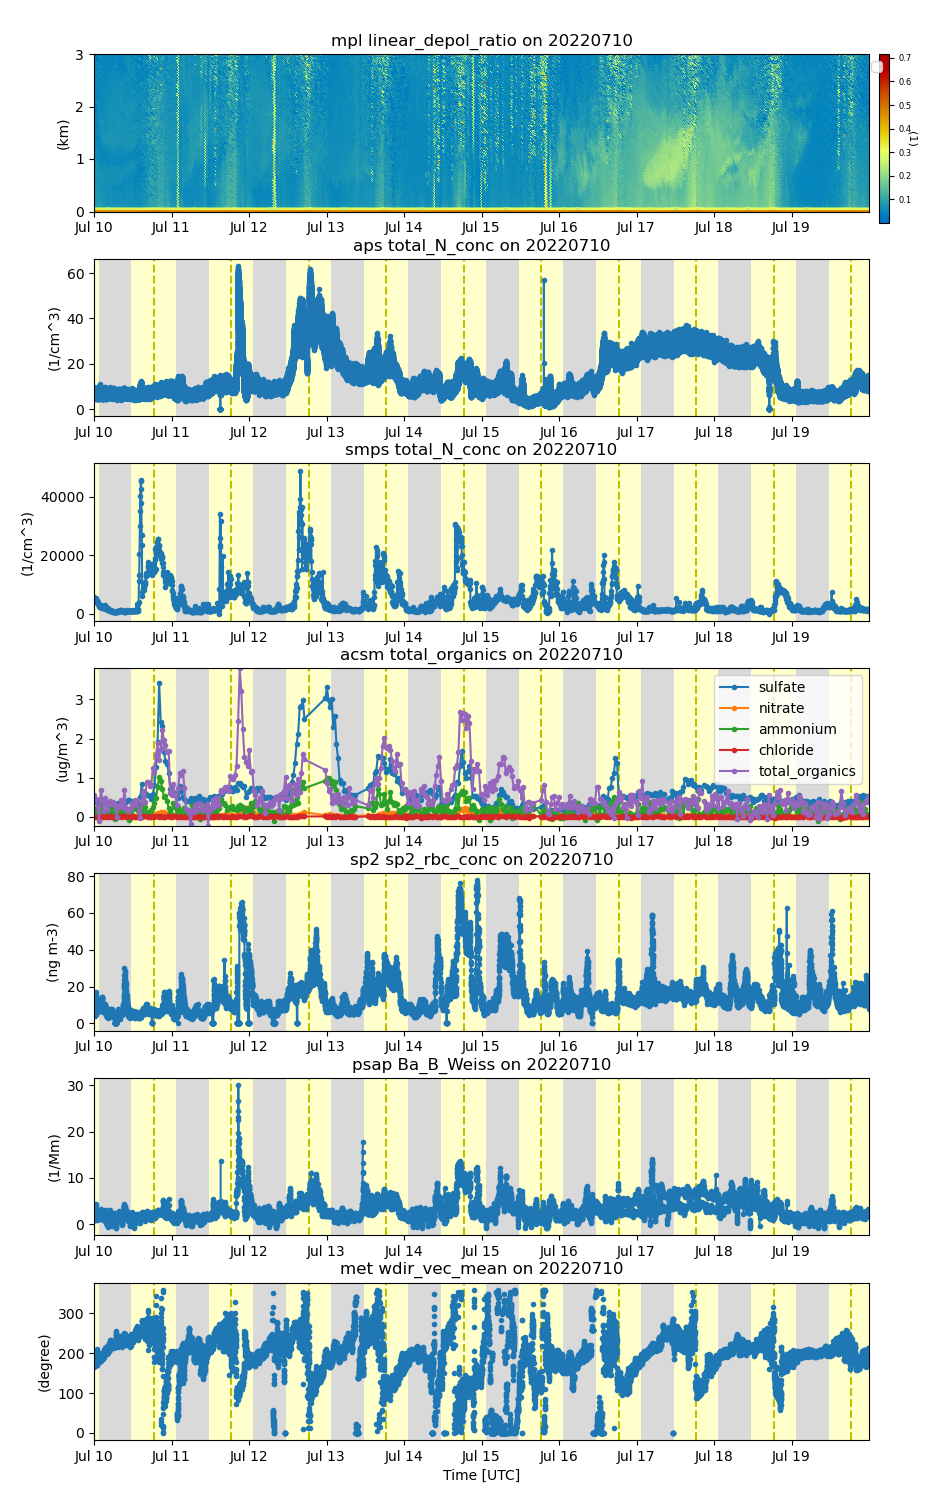 mpl linear_depol_ratio on 20220710
3
2
1
0
(km)
0.7
0.6
0.5
0.4
0.3
0.2
0.1
(1)
Jul 10 Jul 11 Jul 12 Jul 13 Jul 14 Jul 15 Jul 16 Jul 17 Jul 18 Jul 19
aps total_N_conc on 20220710
60
40
20
0
(1/cm^3)
Jul 10 Jul 11 Jul 12 Jul 13 Jul 14 Jul 15 Jul 16 Jul 17 Jul 18 Jul 19
smps total_N_conc on 20220710
40000
20000
0
(1/cm^3)
Jul 10 Jul 11 Jul 12 Jul 13 Jul 14 Jul 15 Jul 16 Jul 17 Jul 18 Jul 19
acsm total_organics on 20220710
3
2
1
0
(ug/m^3)
sulfate
nitrate
ammonium
chloride
total_organics
Jul 10 Jul 11 Jul 12 Jul 13 Jul 14 Jul 15 Jul 16 Jul 17 Jul 18 Jul 19
sp2 sp2_rbc_conc on 20220710
80
60
40
20
0
(ng m-3)
Jul 10 Jul 11 Jul 12 Jul 13 Jul 14 Jul 15 Jul 16 Jul 17 Jul 18 Jul 19
psap Ba_B_Weiss on 20220710
30
20
10
0
(1/Mm)
Jul 10 Jul 11 Jul 12 Jul 13 Jul 14 Jul 15 Jul 16 Jul 17 Jul 18 Jul 19
met wdir_vec_mean on 20220710
300
200
100
0
(degree)
Jul 10 Jul 11 Jul 12 Jul 13 Jul 14 Jul 15 Jul 16 Jul 17 Jul 18 Jul 19
Time [UTC]